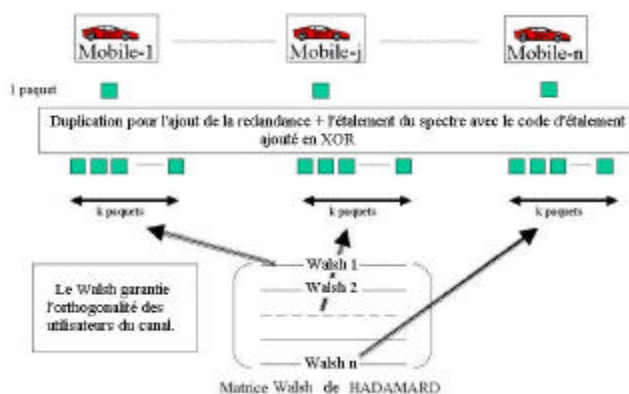 Mobile-1 Mobile-j Mobile-n
1 paquet
Duplication pour l'ajout de la redandance + l'étalement du spectre avec le code d'étalement
ajouté en XOR
k paquets k paquets k paquets
Walsh 1
Walsh 2
Le Walsh garantie
l'orthogonalité des
utilisateurs du canal.
Walsh n
Matrice Walsh de HADAMARD